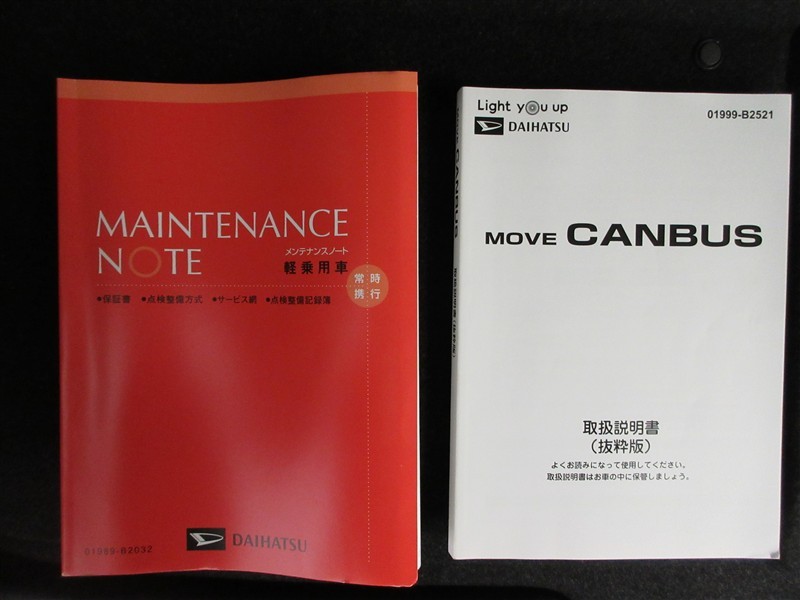 MAINTENANCE
NOTE
メンテナンスノート
軽乗用車
常時
携行
●保証書 ●点検整備方式 ●サービス網 ●点検整備記録簿
01999-B2032
DAIHATSU
Light you up
DAIHATSU
01999-B2521
MOVE CANBUS
取扱説明書
(抜粋版)
よくお読みになって使用してください。
取扱説明書はお車の中に保管しましょう。
CANBUS